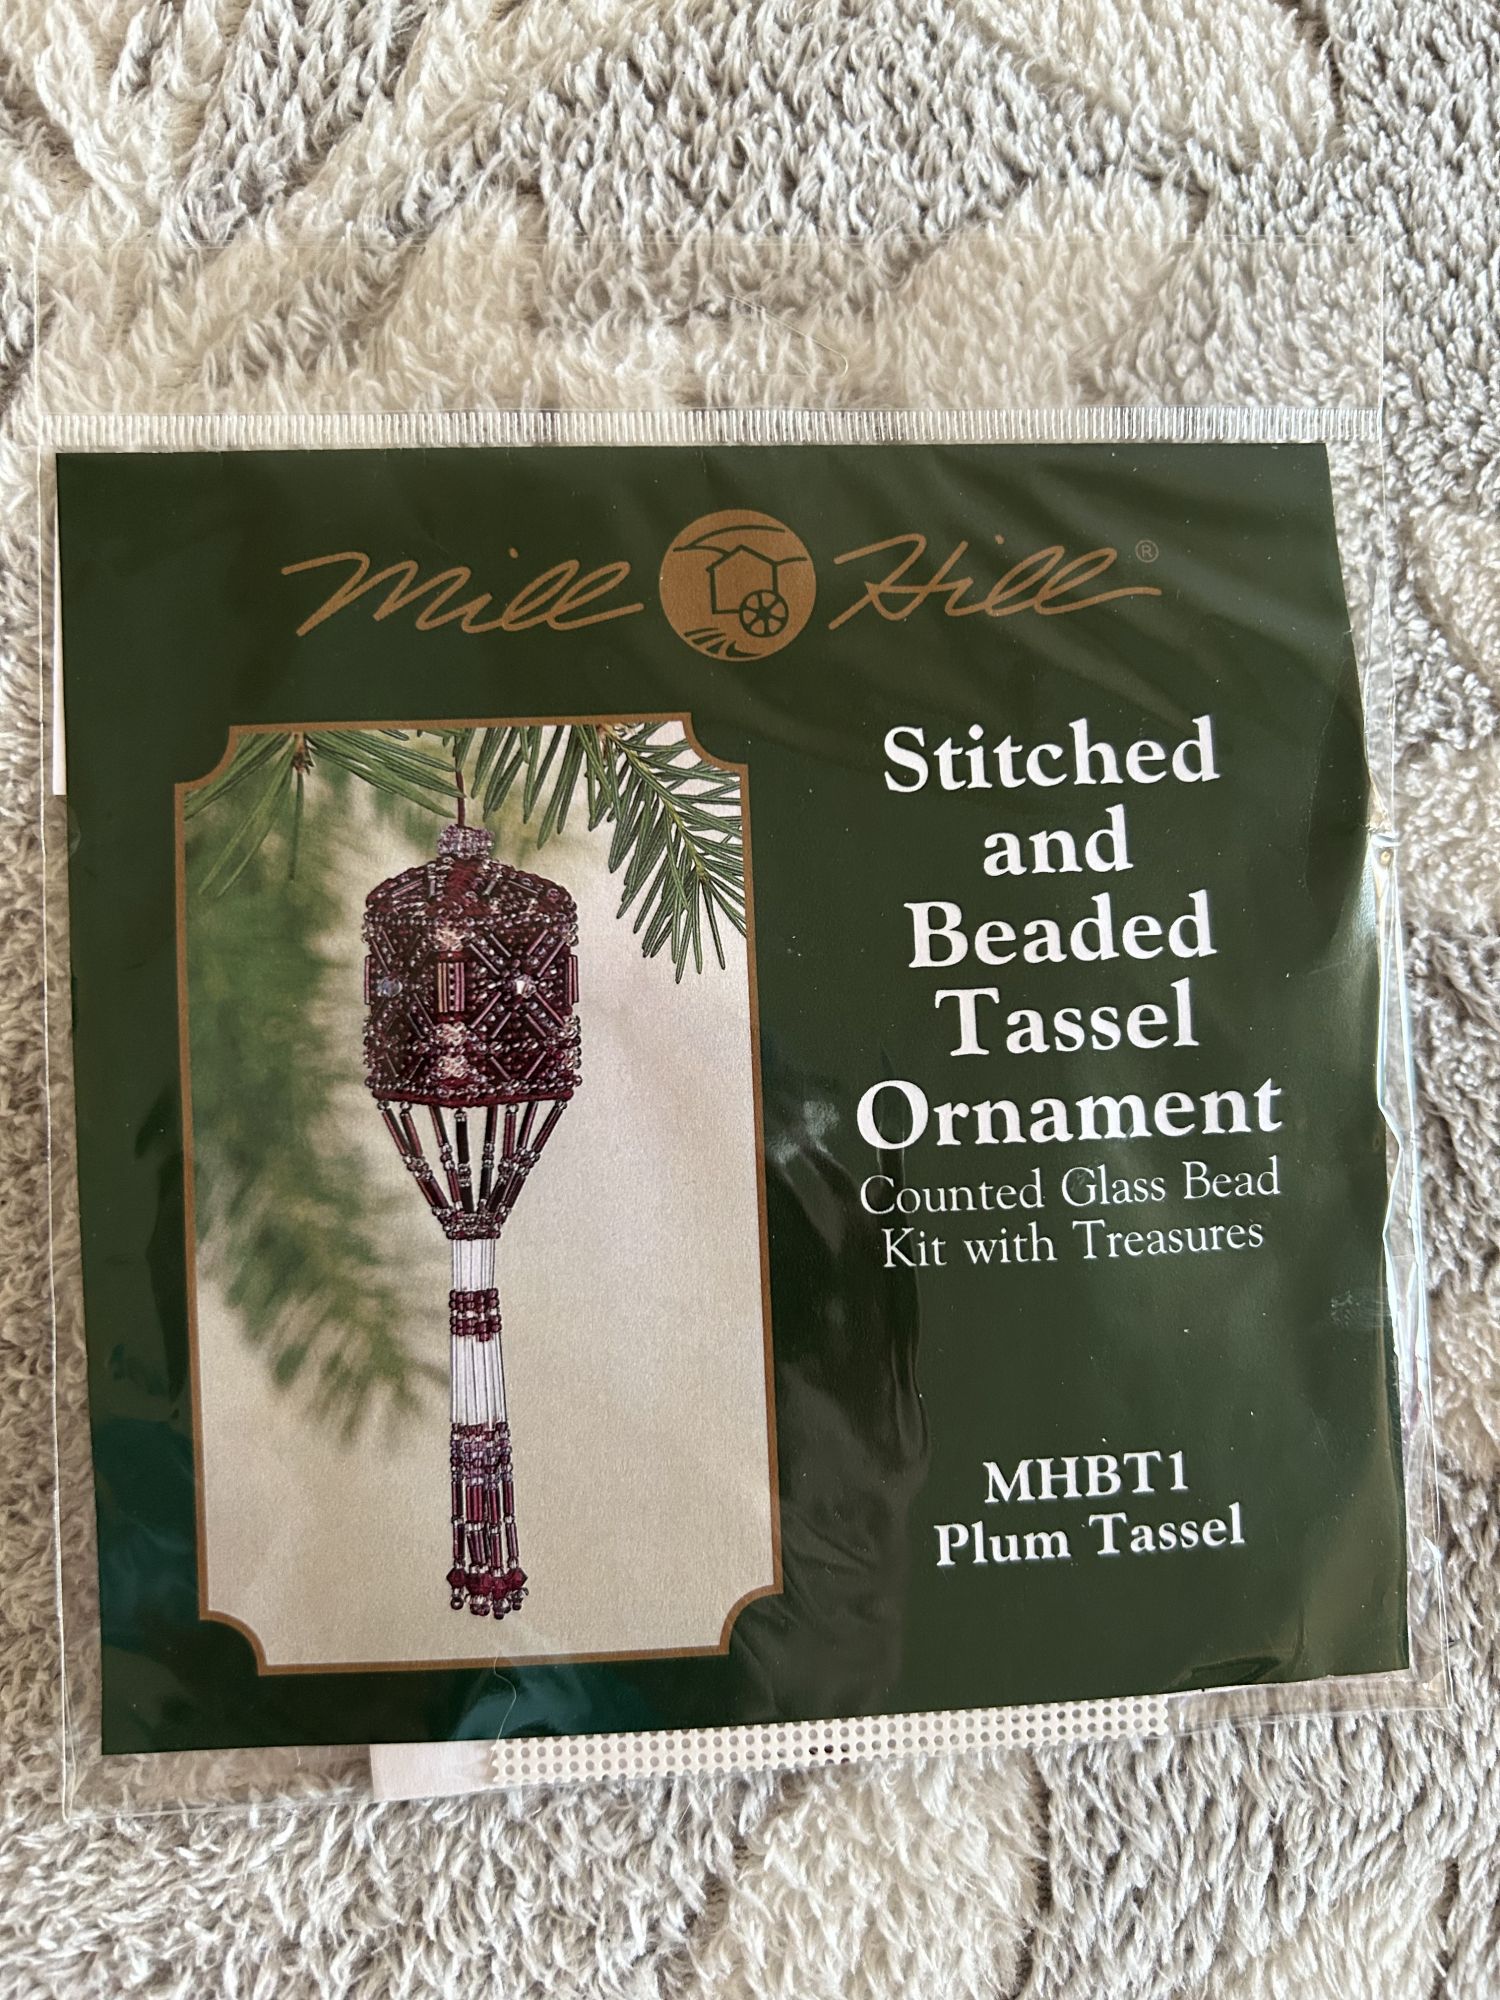 Mill Hill®
Stitched
and
Beaded
Tassel
Ornament
Counted Glass Bead
Kit with Treasures
MHBT1
Plum Tassel